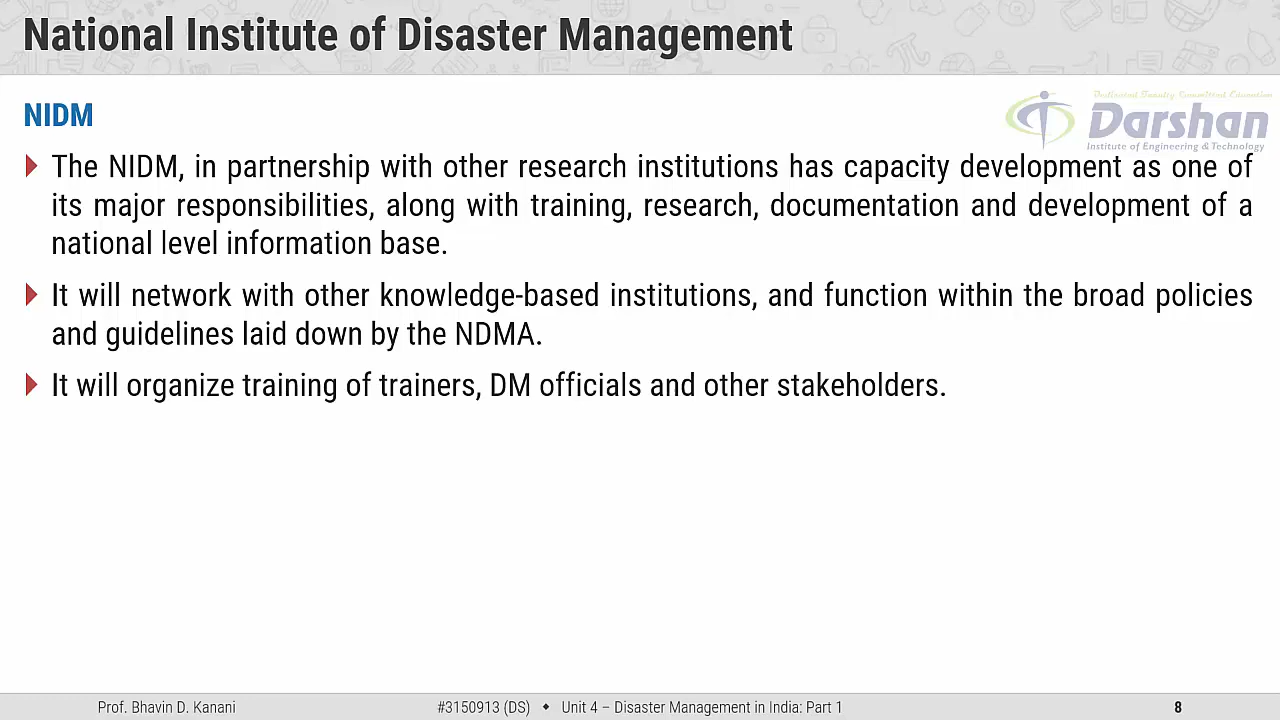 National Institute of Disaster Management
Dedicated Faculty Committed Education
Darshan
Institute of Engineering & Technology
NIDM
The NIDM, in partnership with other research institutions has capacity development as one of
its major responsibilities, along with training, research, documentation and development of a
national level information base.
It will network with other knowledge-based institutions, and function within the broad policies
and guidelines laid down by the NDMA.
It will organize training of trainers, DM officials and other stakeholders.
Prof. Bhavin D. Kanani
#3150913 (DS) ◆ Unit 4 – Disaster Management in India: Part 1
8